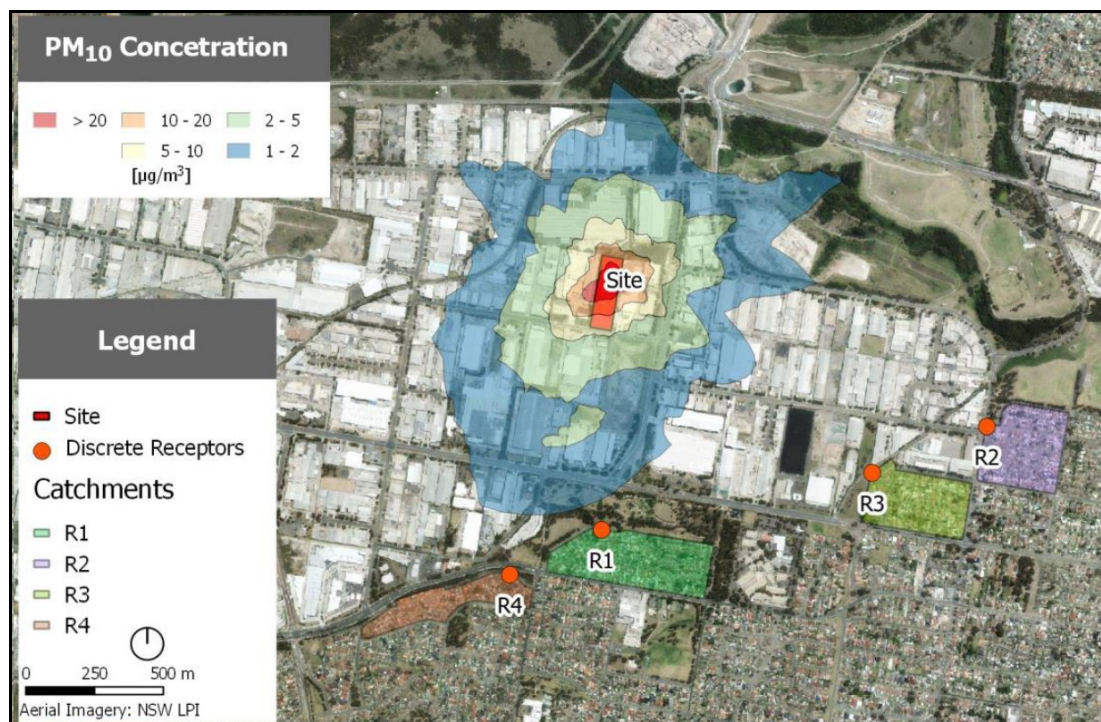 PM₁₀ Concetration
> 20 10 - 20 2 - 5
5 - 10 1 - 2
[µg/m³]
Site
Legend
Site
Discrete Receptors
Catchments
R1
R2
R3
R4
0 250 500 m
Aerial Imagery: NSW LPI
R2
R3
R1
R4